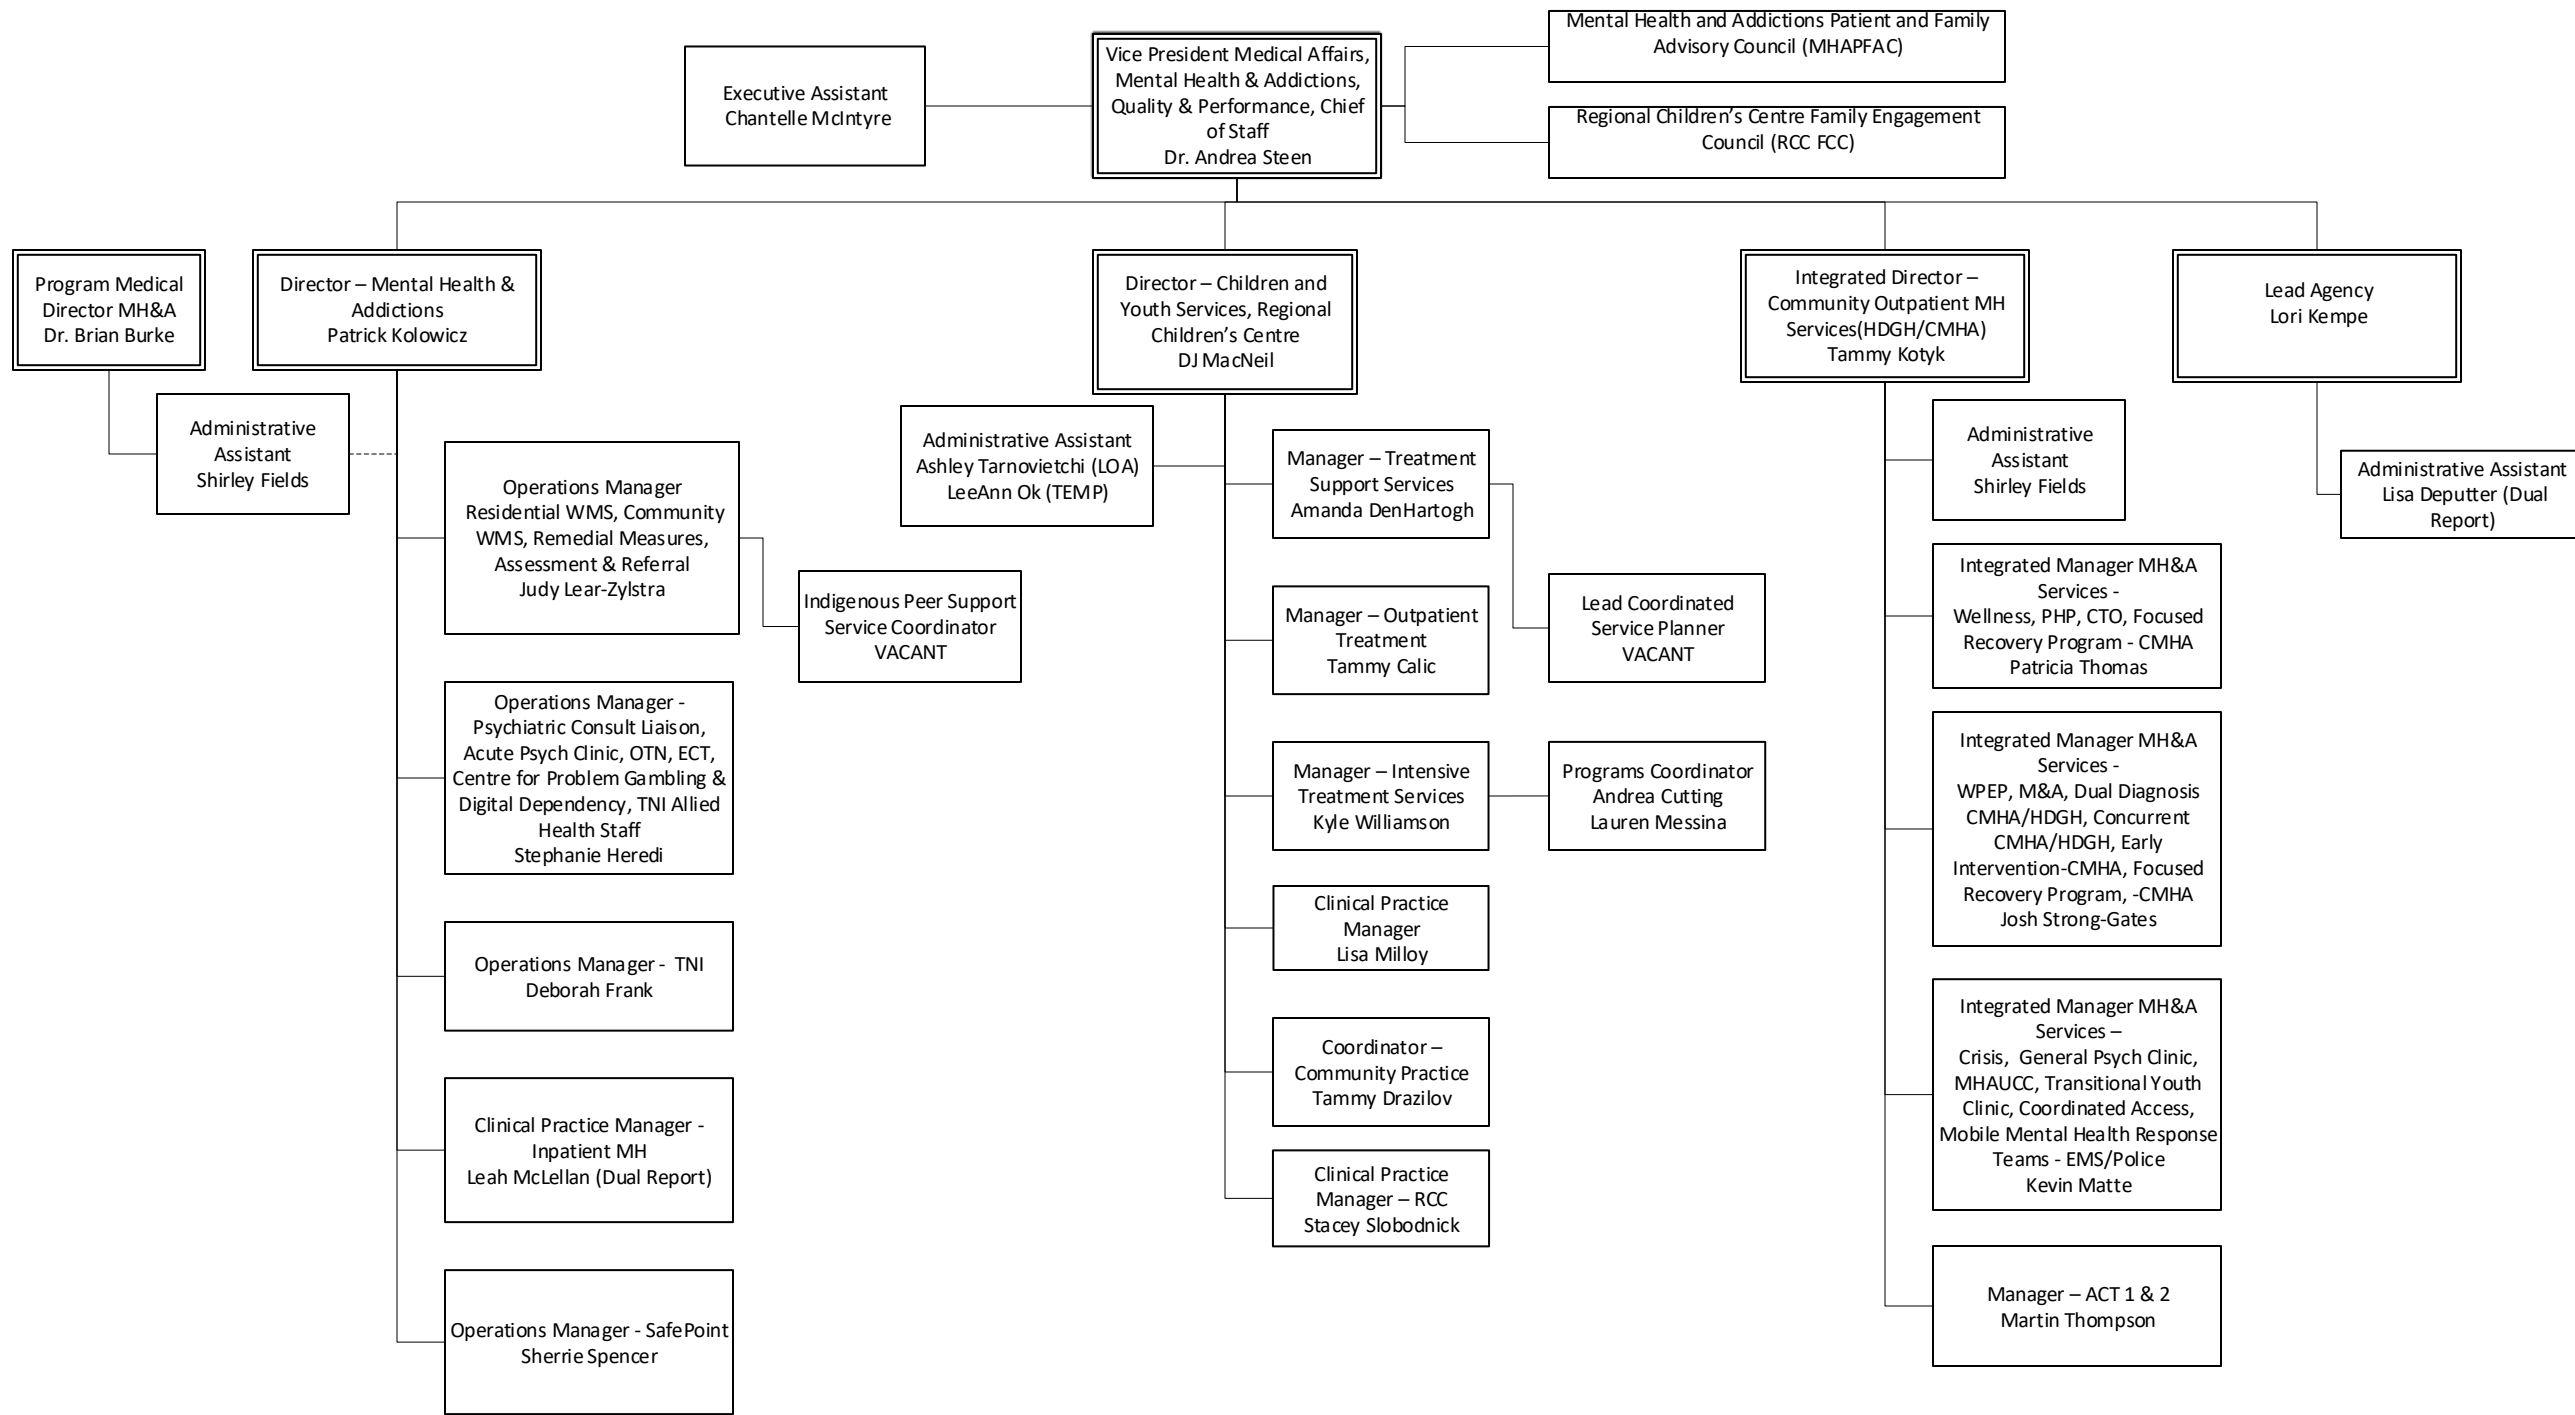 Mental Health and Addictions Patient and Family
Advisory Council (MHAPFAC)
Executive Assistant
Chantelle McIntyre
Vice President Medical Affairs,
Mental Health & Addictions,
Quality & Performance, Chief
of Staff
Dr. Andrea Steen
Regional Children’s Centre Family Engagement
Council (RCC FCC)
Program Medical
Director MH&A
Dr. Brian Burke
Director – Mental Health &
Addictions
Patrick Kolowicz
Director – Children and
Youth Services, Regional
Children’s Centre
DJ MacNeil
Integrated Director –
Community Outpatient MH
Services(HDGH/CMHA)
Tammy Kotyk
Lead Agency
Lori Kempe
Administrative
Assistant
Shirley Fields
Operations Manager
Residential WMS, Community
WMS, Remedial Measures,
Assessment & Referral
Judy Lear-Zylstra
Indigenous Peer Support
Service Coordinator
VACANT
Operations Manager -
Psychiatric Consult Liaison,
Acute Psych Clinic, OTN, ECT,
Centre for Problem Gambling &
Digital Dependency, TNI Allied
Health Staff
Stephanie Heredi
Operations Manager - TNI
Deborah Frank
Clinical Practice Manager -
Inpatient MH
Leah McLellan (Dual Report)
Operations Manager - SafePoint
Sherrie Spencer
Administrative Assistant
Ashley Tarnovietchi (LOA)
LeeAnn Ok (TEMP)
Manager – Treatment
Support Services
Amanda DenHartogh
Lead Coordinated
Service Planner
VACANT
Manager – Outpatient
Treatment
Tammy Calic
Manager – Intensive
Treatment Services
Kyle Williamson
Programs Coordinator
Andrea Cutting
Lauren Messina
Clinical Practice
Manager
Lisa Milloy
Coordinator –
Community Practice
Tammy Drazilov
Clinical Practice
Manager – RCC
Stacey Slobodnick
Administrative
Assistant
Shirley Fields
Integrated Manager MH&A
Services -
Wellness, PHP, CTO, Focused
Recovery Program - CMHA
Patricia Thomas
Integrated Manager MH&A
Services -
WPEP, M&A, Dual Diagnosis
CMHA/HDGH, Concurrent
CMHA/HDGH, Early
Intervention-CMHA, Focused
Recovery Program, -CMHA
Josh Strong-Gates
Integrated Manager MH&A
Services –
Crisis, General Psych Clinic,
MHAUCC, Transitional Youth
Clinic, Coordinated Access,
Mobile Mental Health Response
Teams - EMS/Police
Kevin Matte
Manager – ACT 1 & 2
Martin Thompson
Administrative Assistant
Lisa Deputter (Dual
Report)